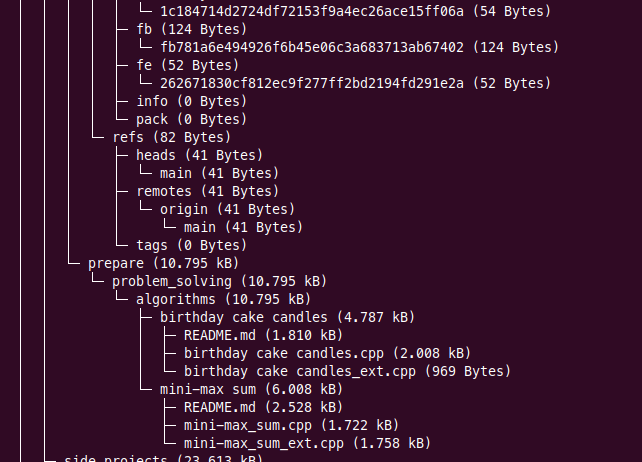 1c184714d2724df72153f9a4ec26ace15ff06a (54 Bytes)
fb (124 Bytes)
fb781a6e494926f6b45e06c3a683713ab67402 (124 Bytes)
fe (52 Bytes)
262671830cf812ec9f277ff2bd2194fd291e2a (52 Bytes)
info (0 Bytes)
pack (0 Bytes)
refs (82 Bytes)
heads (41 Bytes)
main (41 Bytes)
remotes (41 Bytes)
origin (41 Bytes)
main (41 Bytes)
tags (0 Bytes)
prepare (10.795 kB)
problem_solving (10.795 kB)
algorithms (10.795 kB)
birthday cake candles (4.787 kB)
README.md (1.810 kB)
birthday cake candles.cpp (2.008 kB)
birthday cake candles_ext.cpp (969 Bytes)
mini-max sum (6.008 kB)
README.md (2.528 kB)
mini-max_sum.cpp (1.722 kB)
mini-max_sum_ext.cpp (1.758 kB)
side projects (23.613 kB)